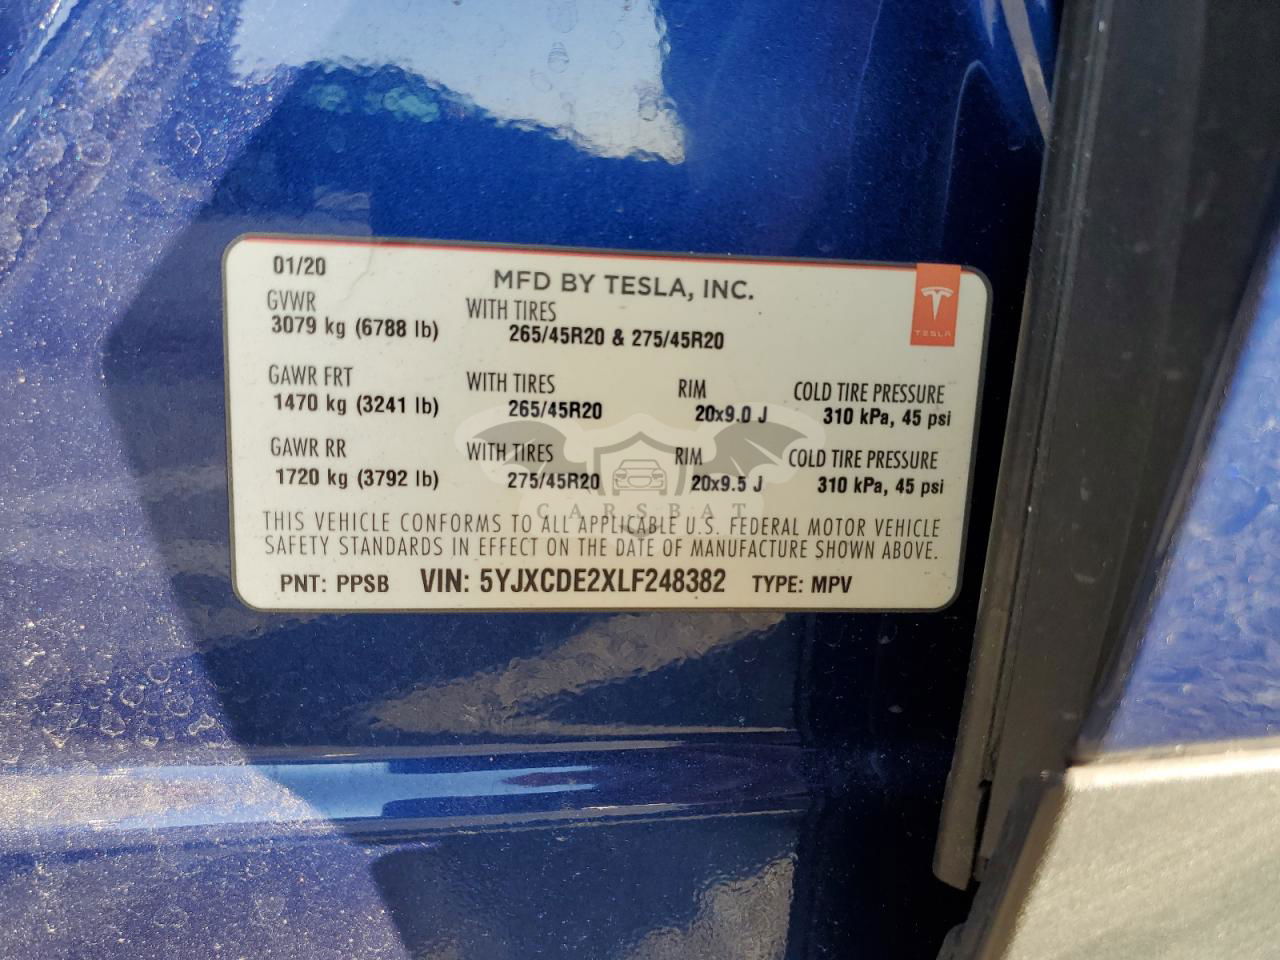 01/20
MFD BY TESLA, INC.
TESLA
GVWR WITH TIRES
3079 kg (6788 lb) 265/45R20 & 275/45R20
GAWR FRT WITH TIRES RIM COLD TIRE PRESSURE
1470 kg (3241 lb) 265/45R20 20x9.0 J 310 kPa, 45 psi
GAWR RR WITH TIRES RIM COLD TIRE PRESSURE
1720 kg (3792 lb) 275/45R20 20x9.5 J 310 kPa, 45 psi
CARSBAT
THIS VEHICLE CONFORMS TO ALL APPLICABLE U.S. FEDERAL MOTOR VEHICLE
SAFETY STANDARDS IN EFFECT ON THE DATE OF MANUFACTURE SHOWN ABOVE.
PNT: PPSB VIN: 5YJXCDE2XLF248382 TYPE: MPV